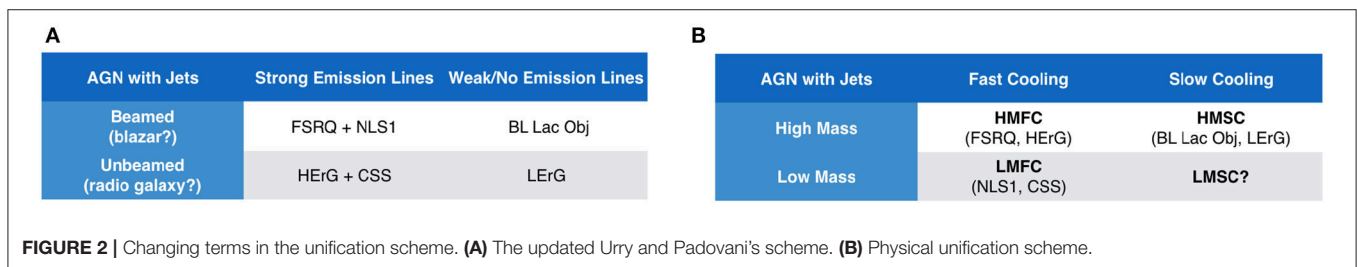 A
AGN with Jets Strong Emission Lines Weak/No Emission Lines
Beamed
(blazar?)
FSRQ + NLS1
BL Lac Obj
Unbeamed
(radio galaxy?)
HErG + CSS
LErG
B
AGN with Jets Fast Cooling Slow Cooling
High Mass
HMFC
(FSRQ, HErG)
HMSC
(BL Lac Obj, LErG)
Low Mass
LMFC
(NLS1, CSS)
LMSC?
FIGURE 2 | Changing terms in the unification scheme. (A) The updated Urry and Padovani's scheme. (B) Physical unification scheme.